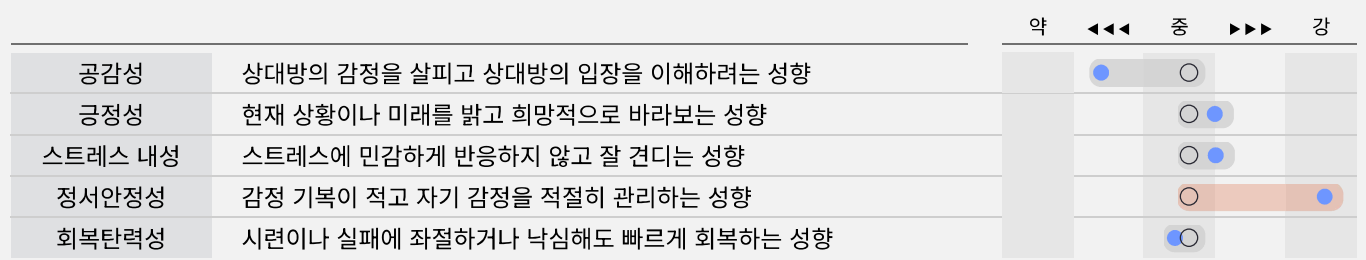 약 ◀◀◀ 중 ▶▶▶ 강
공감성 상대방의 감정을 살피고 상대방의 입장을 이해하려는 성향
긍정성 현재 상황이나 미래를 밝고 희망적으로 바라보는 성향
스트레스 내성 스트레스에 민감하게 반응하지 않고 잘 견디는 성향
정서안정성 감정 기복이 적고 자기 감정을 적절히 관리하는 성향
회복탄력성 시련이나 실패에 좌절하거나 낙심해도 빠르게 회복하는 성향